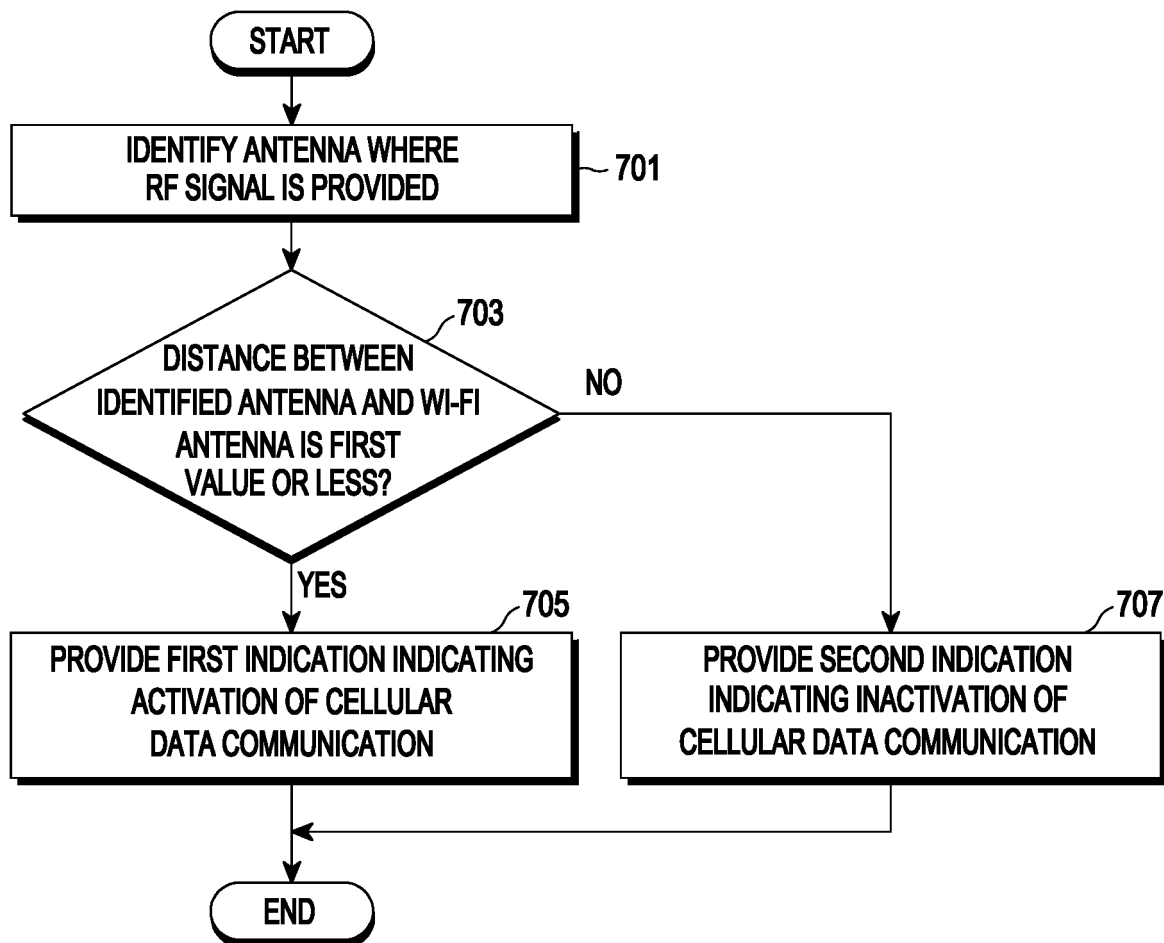 START
IDENTIFY ANTENNA WHERE
RF SIGNAL IS PROVIDED
701
703
DISTANCE BETWEEN
IDENTIFIED ANTENNA AND WI-FI
ANTENNA IS FIRST
VALUE OR LESS?
NO
YES
705
PROVIDE FIRST INDICATION INDICATING
ACTIVATION OF CELLULAR
DATA COMMUNICATION
707
PROVIDE SECOND INDICATION
INDICATING INACTIVATION OF
CELLULAR DATA COMMUNICATION
END